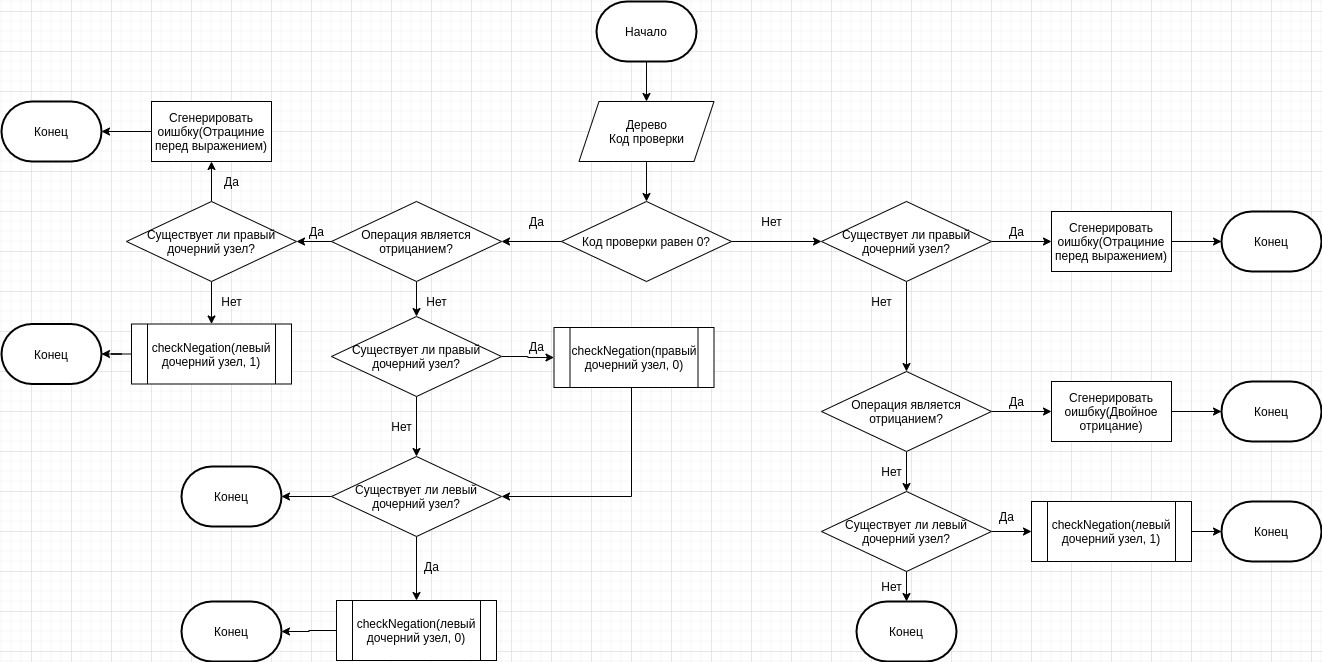 Начало
Дерево
Код проверки
Сгенерировать
оишбку(Отрациние
перед выражением)
Конец
Да
Существует ли правый
дочерний узел?
Да
Операция является
отрицанием?
Да
Код проверки равен 0?
Нет
Существует ли правый
дочерний узел?
Да
Сгенерировать
оишбку(Отрациние
перед выражением)
Конец
Нет
Нет
Нет
Конец
checkNegation(левый
дочерний узел, 1)
Существует ли правый
дочерний узел?
Да
checkNegation(правый
дочерний узел, 0)
Операция является
отрицанием?
Да
Сгенерировать
оишбку(Двойное
отрицание)
Конец
Нет
Нет
Конец
Существует ли левый
дочерний узел?
Существует ли левый
дочерний узел?
Да
checkNegation(левый
дочерний узел, 1)
Конец
Да
Нет
Конец
checkNegation(левый
дочерний узел, 0)
Конец